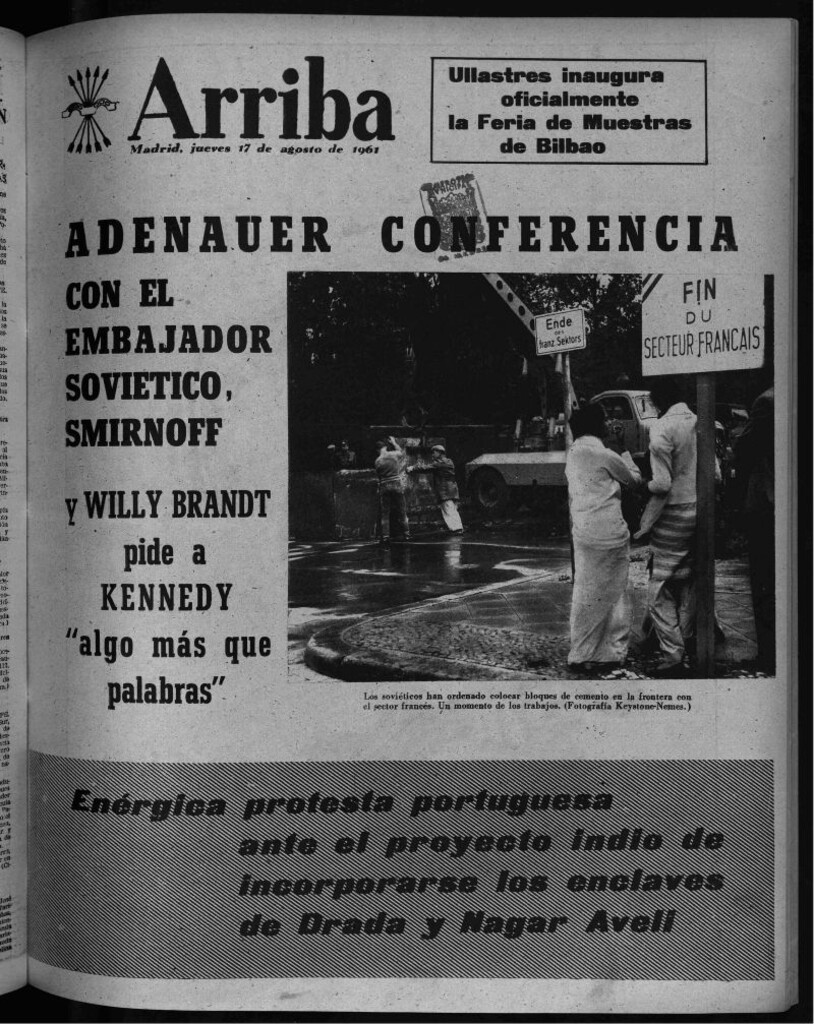 Arriba
Madrid, jueves 17 de agosto de 1961
Ullastres inaugura
oficialmente
la Feria de Muestras
de Bilbao
ADENAUER CONFERENCIA
CON EL
EMBAJADOR
SOVIETICO,
SMIRNOFF
y WILLY BRANDT
pide a
KENNEDY
"algo más que
palabras"
Ende
franz Sektors
FIN
DU
SECTEUR FRANCAIS
Los soviéticos han ordenado colocar bloques de cemento en la frontera con
el sector francés. Un momento de los trabajos. (Fotografía Keystone-Nemes.)
Enérgica protesta portuguesa
ante el proyecto indio de
incorporarse los enclaves
de Drada y Nagar Aveli